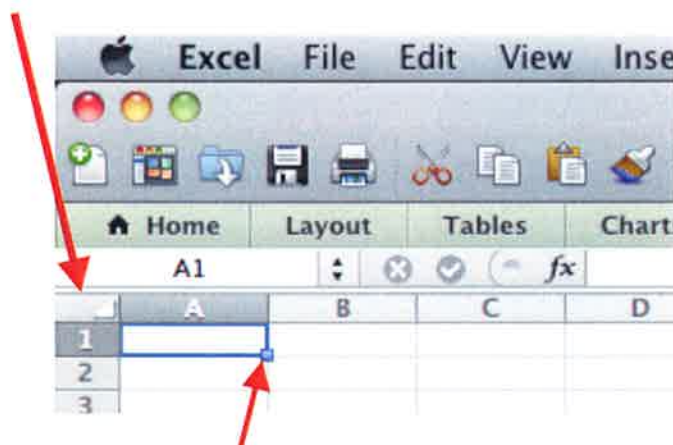 Excel File Edit View Inse
Home Layout Tables Chart
A1 fx
A B C D
1
2
3